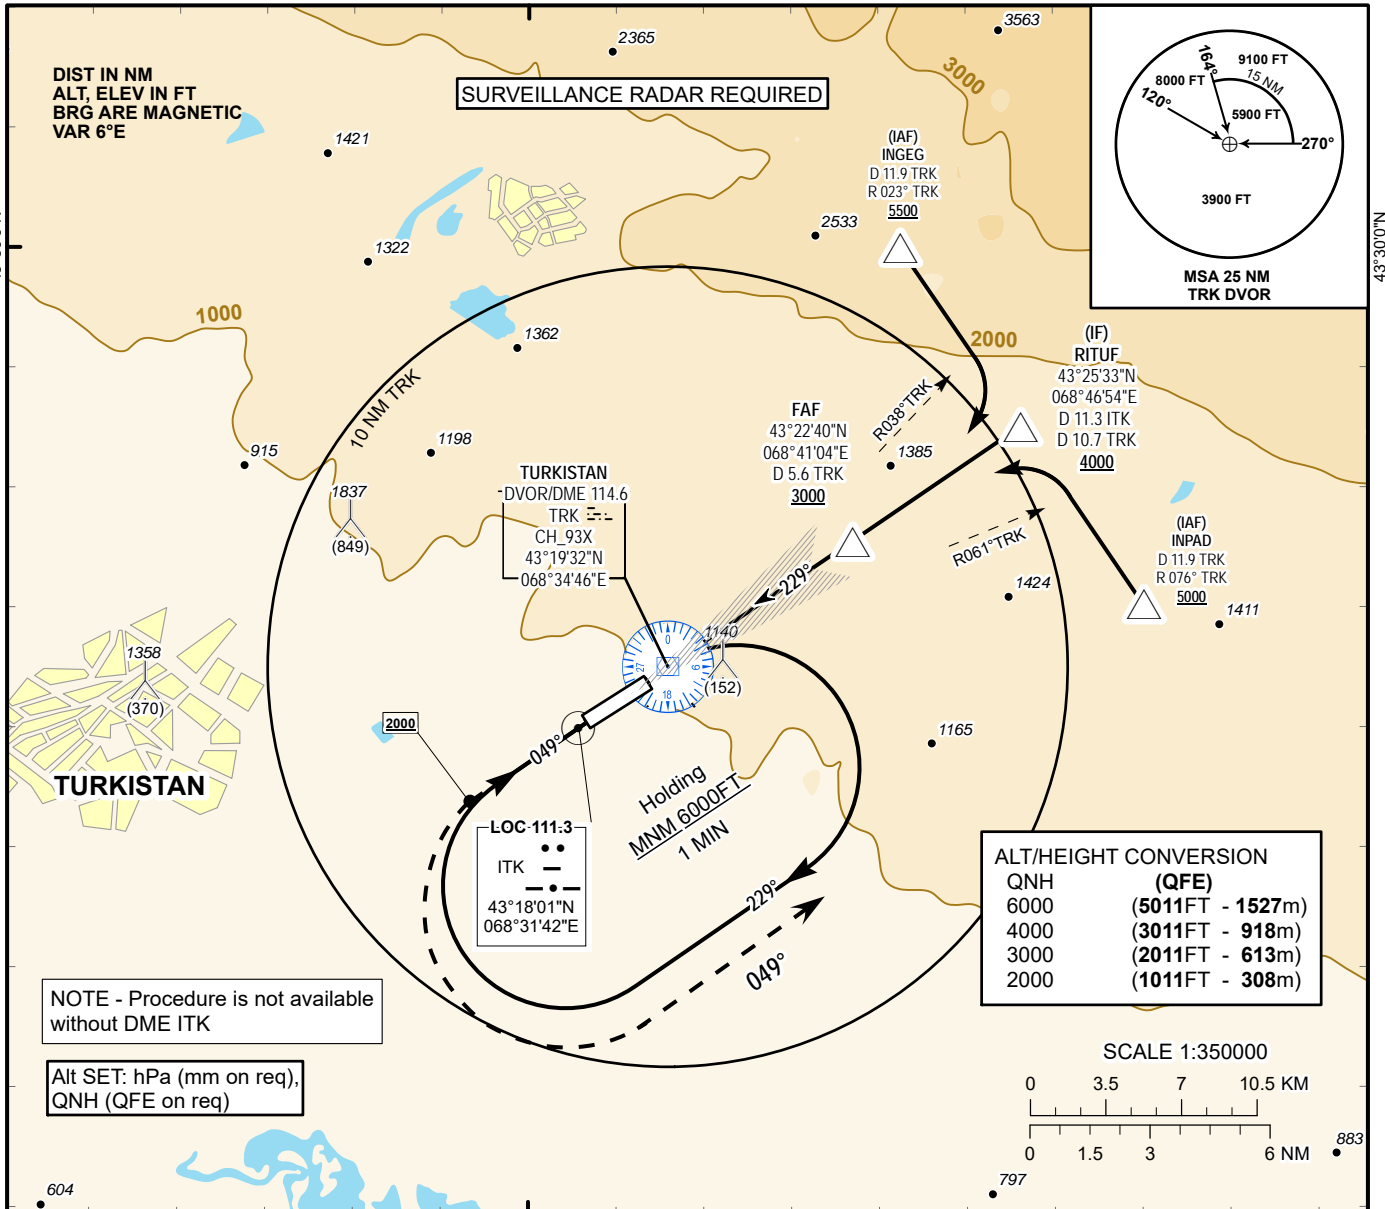 DIST IN NM
ALT, ELEV IN FT
BRG ARE MAGNETIC
VAR 6°E
SURVEILLANCE RADAR REQUIRED
2365
3563
3000
1421
1322
1362
1000
2533
(IAF)
INGEG
D 11.9 TRK
R 023° TRK
5500
164°
9100 FT
15 NM
8000 FT
120°
5900 FT
270°
3900 FT
MSA 25 NM
TRK DVOR
43°30'0"N
2000
(IF)
RITUF
43°25'33"N
068°46'54"E
D 11.3 ITK
D 10.7 TRK
4000
10 NM TRK
915
1198
1837
(849)
FAF
43°22'40"N
068°41'04"E
D 5.6 TRK
3000
R038°TRK
1385
TURKISTAN
DVOR/DME 114.6
TRK
CH_93X
43°19'32"N
068°34'46"E
R061°TRK
(IAF)
INPAD
D 11.9 TRK
R 076° TRK
5000
1424
1411
229°
1140
(152)
0
9
18
27
1358
(370)
TURKISTAN
2000
049°
1165
Holding
MNM 6000FT
1 MIN
LOC 111.3
ITK
43°18'01"N
068°31'42"E
229°
049°
ALT/HEIGHT CONVERSION
QNH (QFE)
6000 (5011FT - 1527m)
4000 (3011FT - 918m)
3000 (2011FT - 613m)
2000 (1011FT - 308m)
NOTE - Procedure is not available
without DME ITK
Alt SET: hPa (mm on req),
QNH (QFE on req)
SCALE 1:350000
0 3.5 7 10.5 KM
0 1.5 3 6 NM
883
797
604